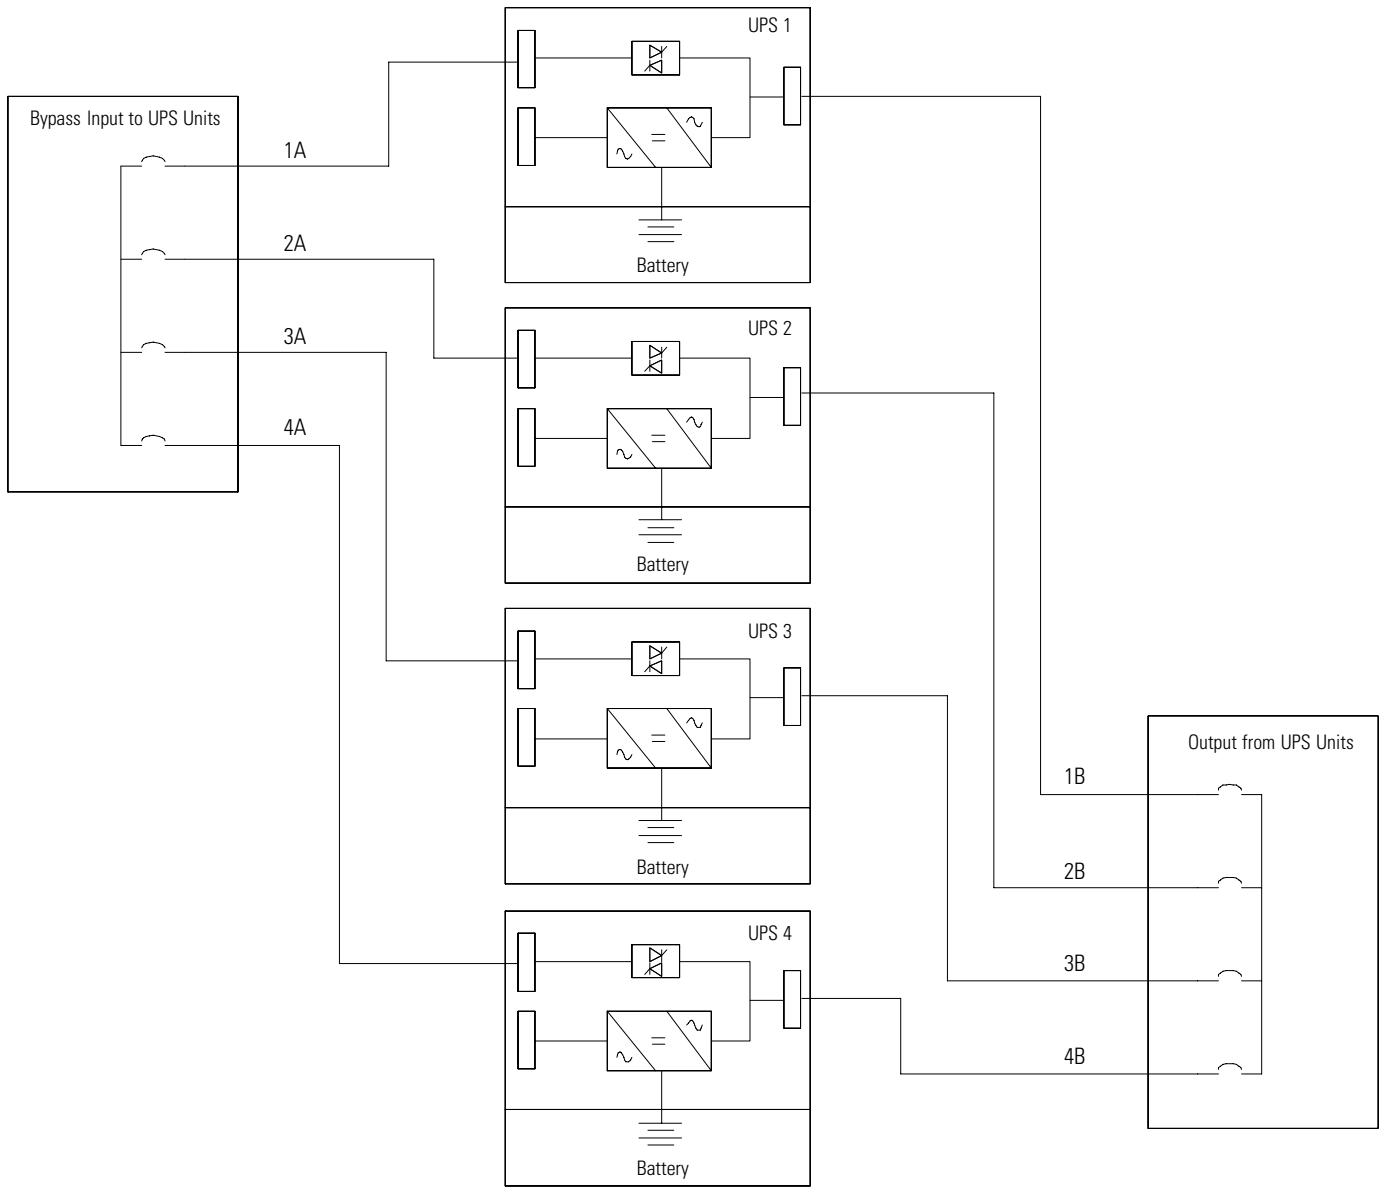 Bypass Input to UPS Units
1A
2A
3A
4A
UPS 1
Battery
UPS 2
Battery
UPS 3
Battery
UPS 4
Battery
Output from UPS Units
1B
2B
3B
4B